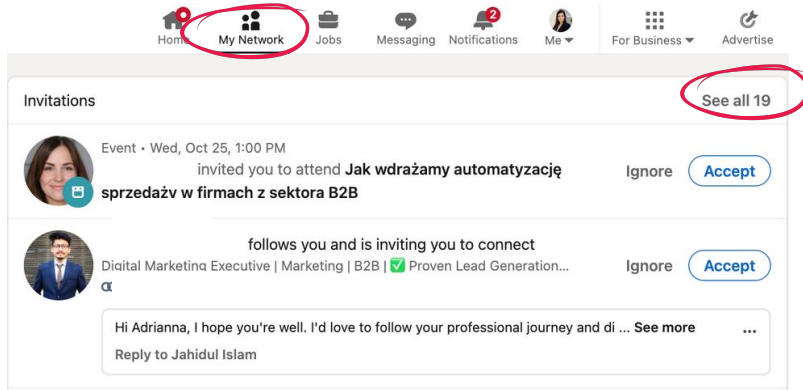 2
Home
My Network
Jobs
Messaging
Notifications
Me
For Business
Advertise
Invitations
See all 19
Event • Wed, Oct 25, 1:00 PM
invited you to attend Jak wdrażamy automatyzację
sprzedaży w firmach z sektora B2B
Ignore
Accept
follows you and is inviting you to connect
Digital Marketing Executive | Marketing | B2B | ✅ Proven Lead Generation...
Ignore
Accept
Hi Adrianna, I hope you're well. I'd love to follow your professional journey and di ... See more
...
Reply to Jahidul Islam